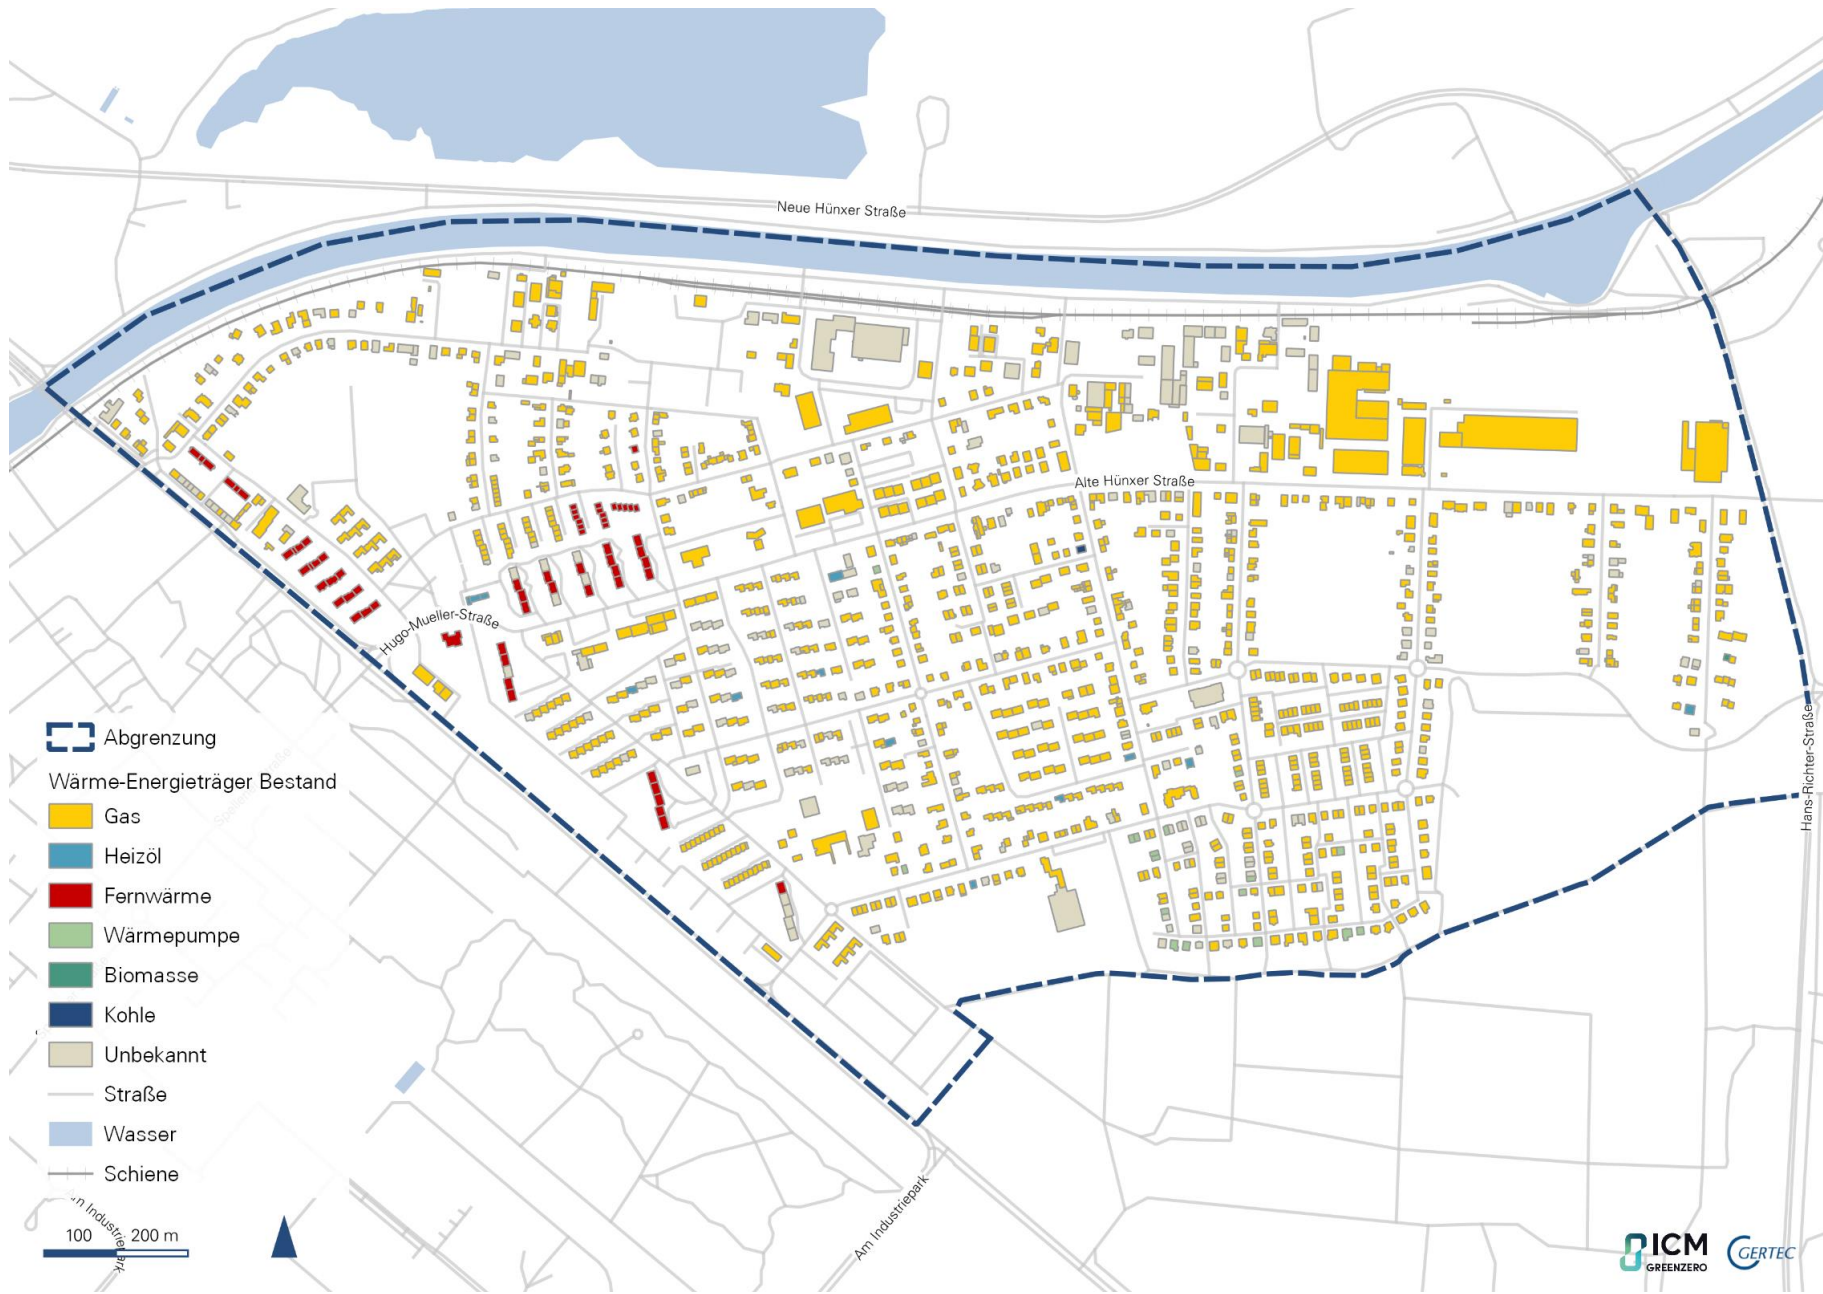 Neue Hünxer Straße
Alte Hünxer Straße
Hugo-Mueller-Straße
Hans-Richter-Straße
Abgrenzung
Wärme-Energieträger Bestand
Gas
Heizöl
Fernwärme
Wärmepumpe
Biomasse
Kohle
Unbekannt
Straße
Wasser
Schiene
100 200 m
Am Industriepark
ICM
GREENZERO
GERTEC